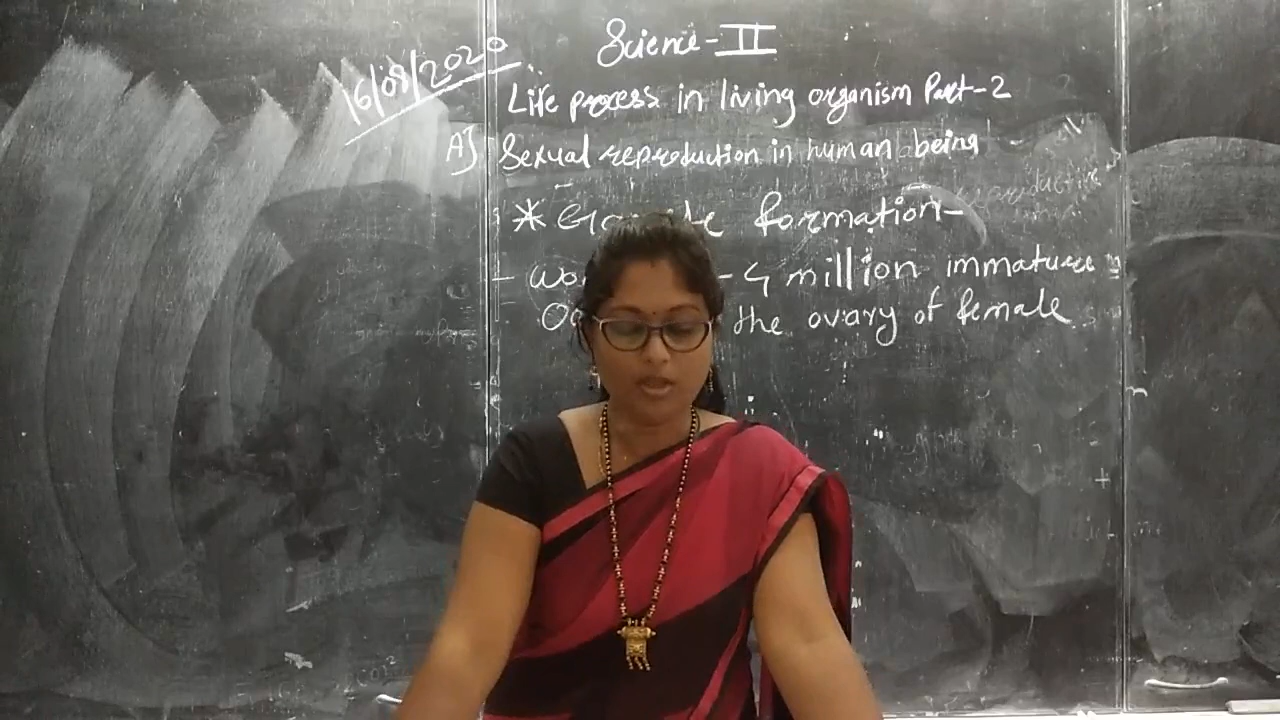 Science-II
16/08/2020
Life process in living organism Part-2
A] Sexual reproduction in human being
* formation-
- 4 million immature
the ovary of female